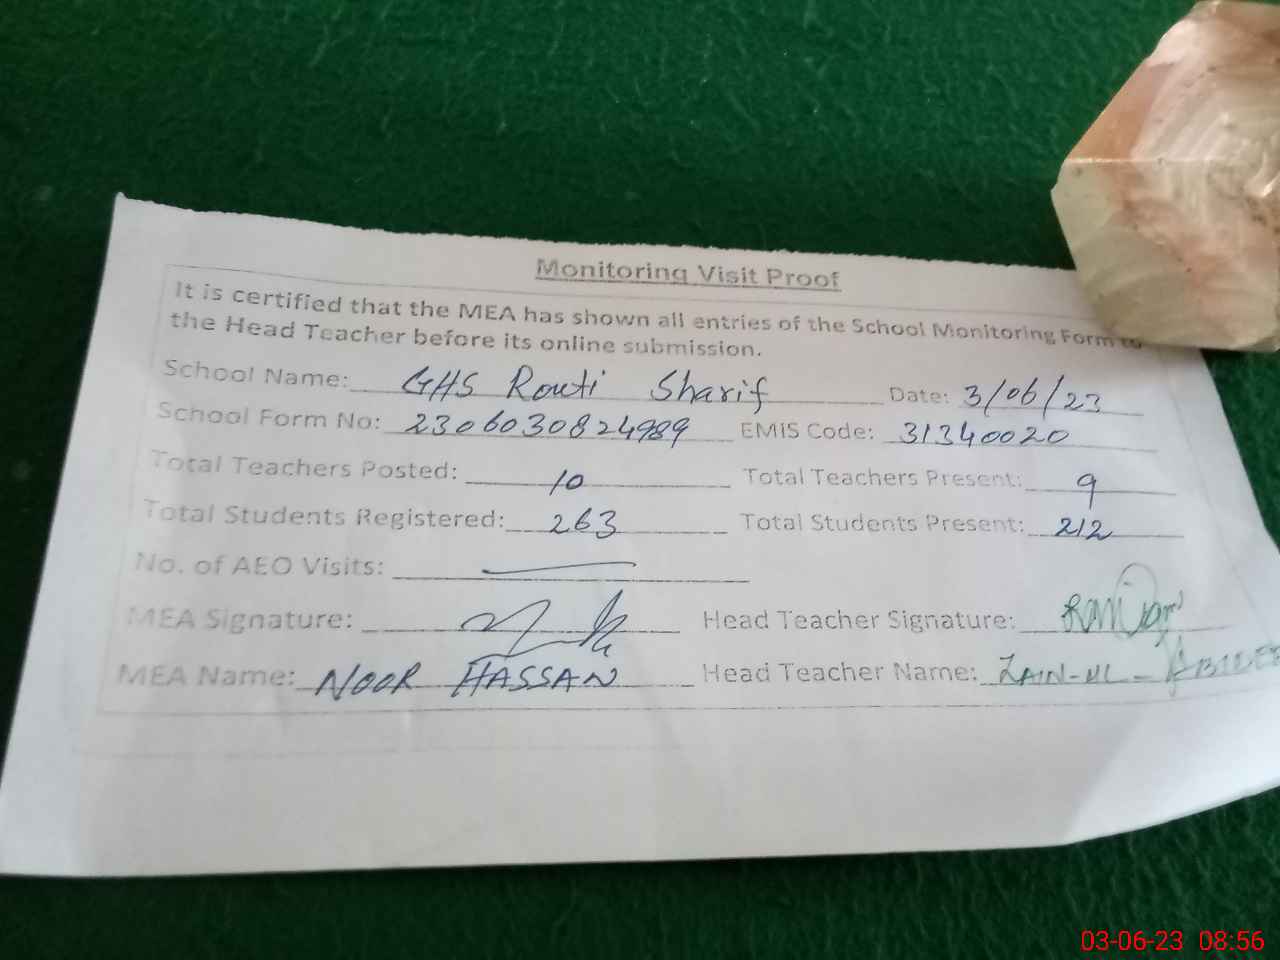 Monitoring Visit Proof
It is certified that the MEA has shown all entries of the School Monitoring Form to
the Head Teacher before its online submission.
School Name: GHS Routi Sharif Date: 3/06/23
School Form No: 2306030824989 EMIS Code: 31340020
Total Teachers Posted: 10 Total Teachers Present: 9
Total Students Registered: 263 Total Students Present: 212
No. of AEO Visits: —
MEA Signature: Head Teacher Signature:
MEA Name: NOOR HASSAN Head Teacher Name: ZAIN-UL-
03-06-23 08:56